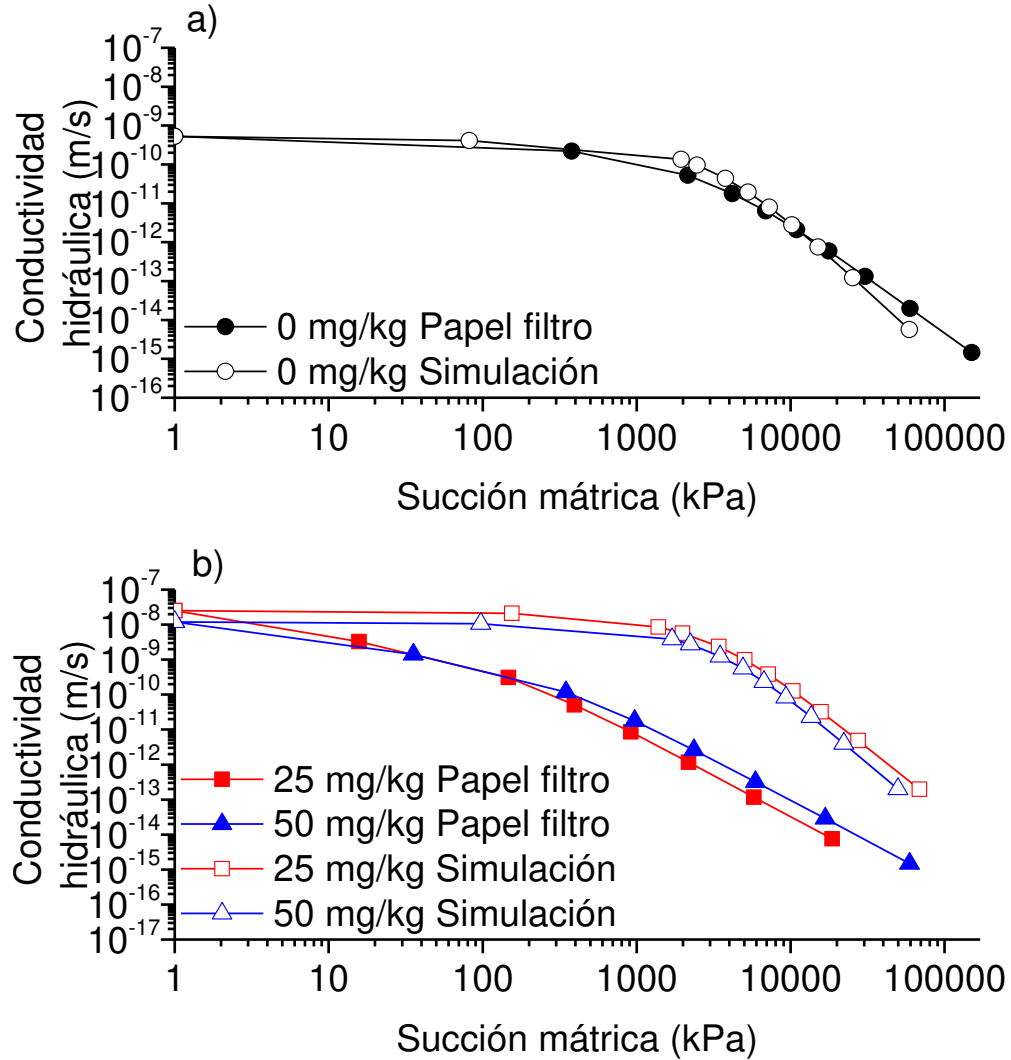 a)
10-7
10-8
10-9
10-10
10-11
10-12
10-13
10-14
10-15
10-16
Conductividad
hidráulica (m/s)
0 mg/kg Papel filtro
0 mg/kg Simulación
1 10 100 1000 10000 100000
Succión mátrica (kPa)
b)
10-7
10-8
10-9
10-10
10-11
10-12
10-13
10-14
10-15
10-16
10-17
Conductividad
hidráulica (m/s)
25 mg/kg Papel filtro
50 mg/kg Papel filtro
25 mg/kg Simulación
50 mg/kg Simulación
1 10 100 1000 10000 100000
Succión mátrica (kPa)